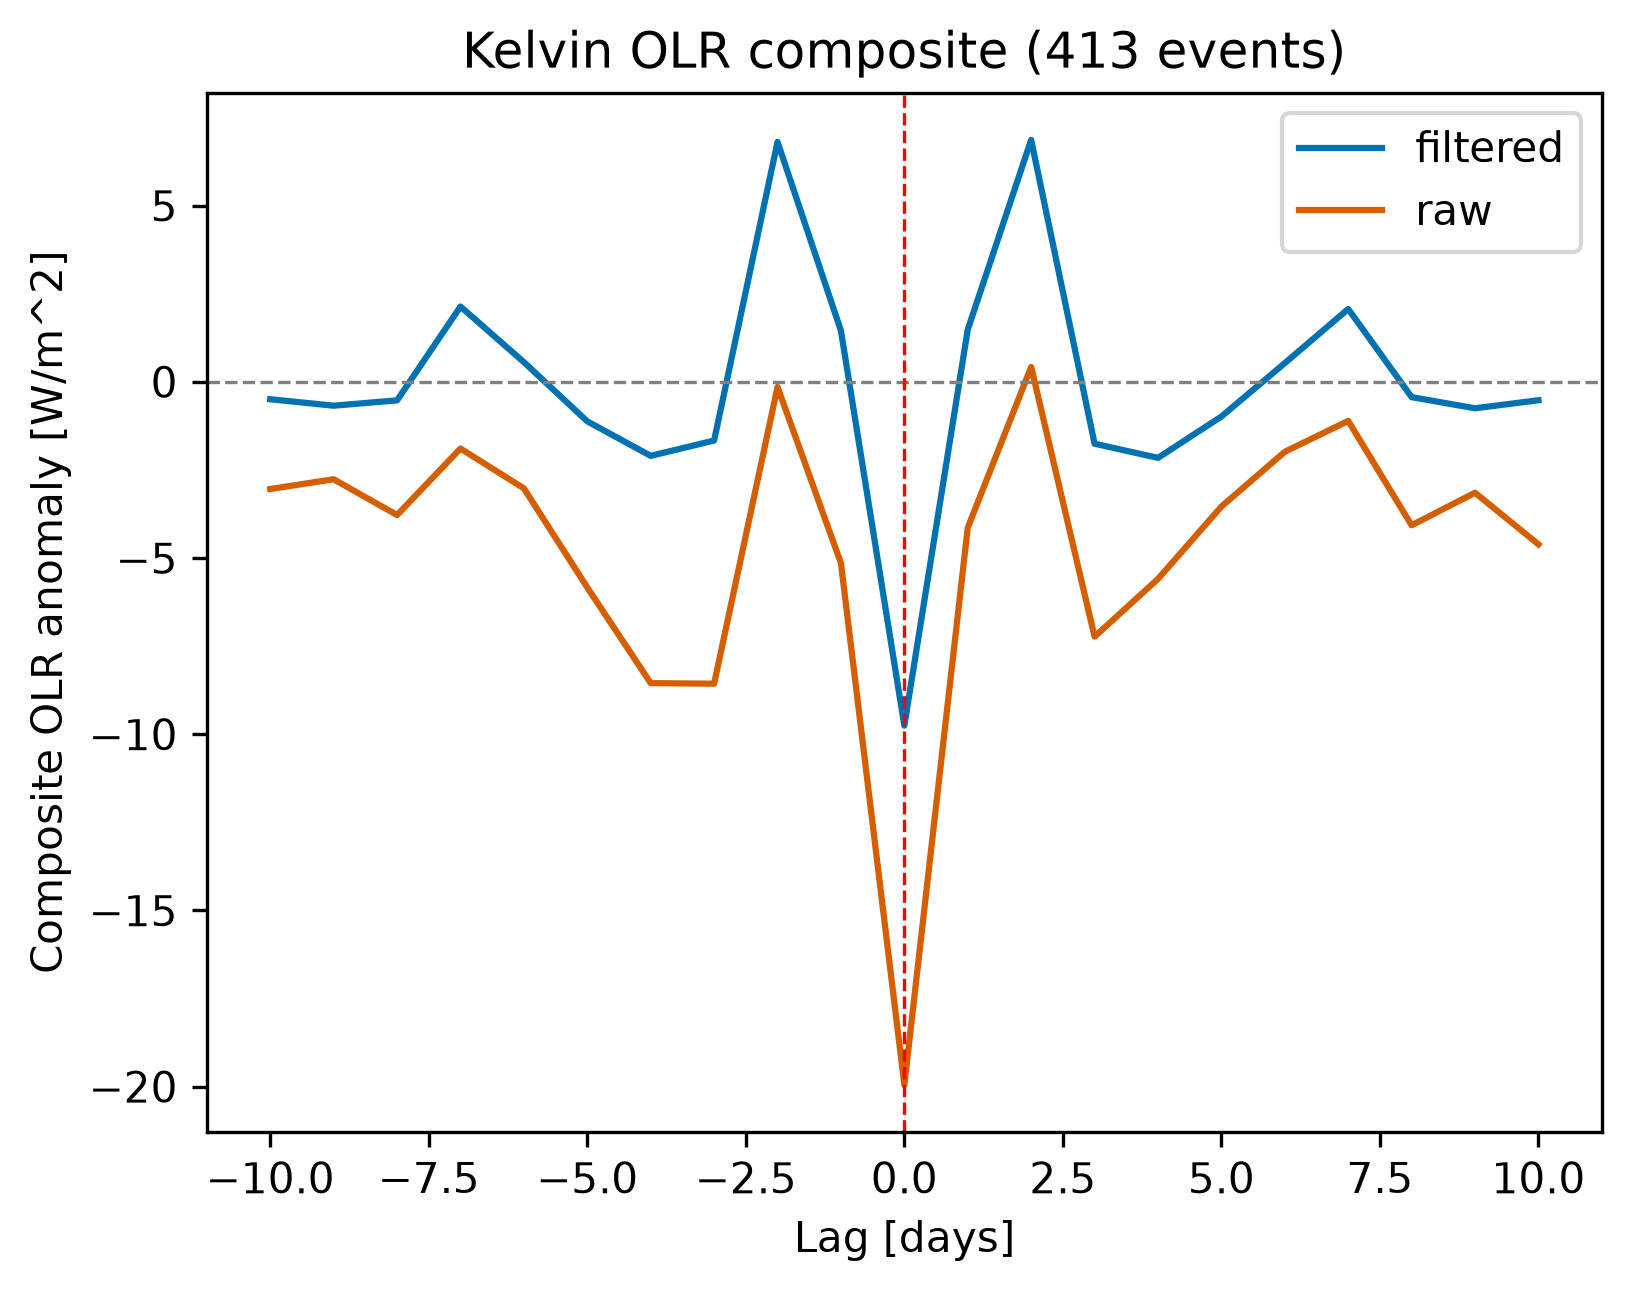 Kelvin OLR composite (413 events)
filtered
raw
Composite OLR anomaly [W/m^2]
5
0
−5
−10
−15
−20
−10.0 −7.5 −5.0 −2.5 0.0 2.5 5.0 7.5 10.0
Lag [days]